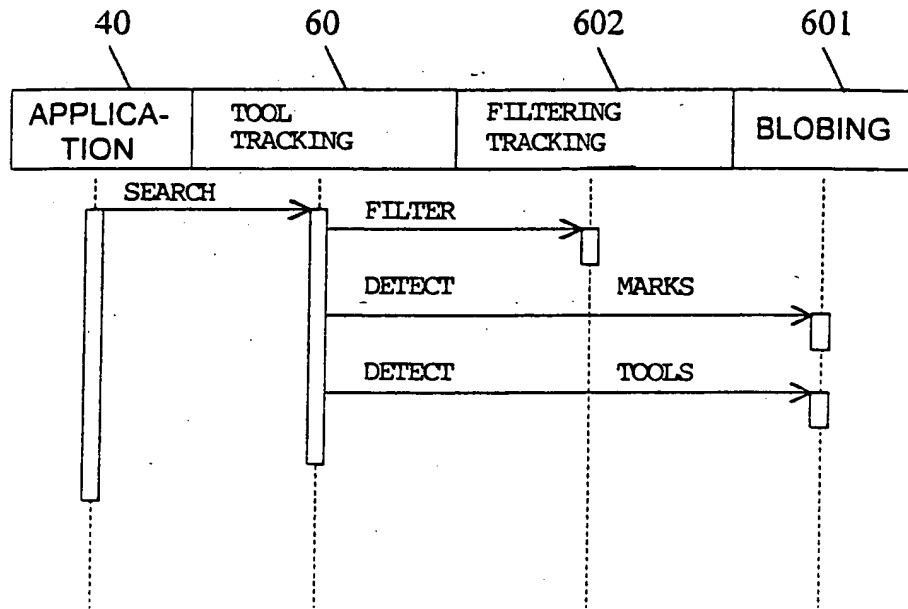 40 60 602 601
APPLICA-
TION
TOOL
TRACKING
FILTERING
TRACKING
BLOBING
SEARCH
FILTER
DETECT MARKS
DETECT TOOLS